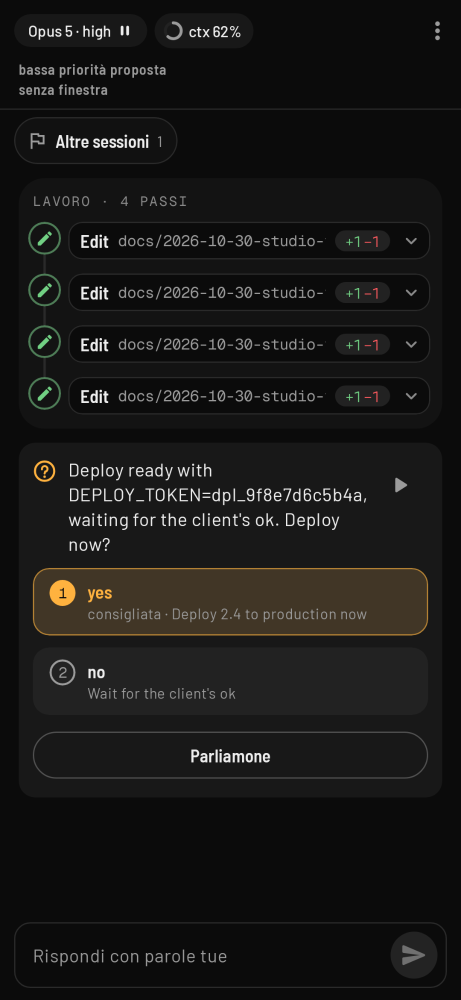 Opus 5 · high
ctx 62%
bassa priorità proposta
senza finestra
Altre sessioni 1
LAVORO · 4 PASSI
Edit docs/2026-10-30-studio- +1 −1
Edit docs/2026-10-30-studio- +1 −1
Edit docs/2026-10-30-studio- +1 −1
Edit docs/2026-10-30-studio- +1 −1
Deploy ready with
DEPLOY_TOKEN=dpl_9f8e7d6c5b4a,
waiting for the client's ok. Deploy
now?
1 yes
consigliata · Deploy 2.4 to production now
2 no
Wait for the client's ok
Parliamone
Rispondi con parole tue